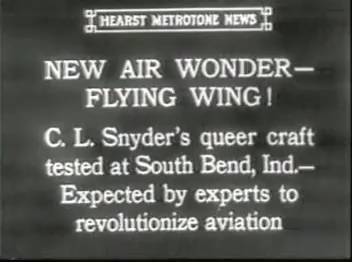 HEARST METROTONE NEWS
NEW AIR WONDER—
FLYING WING!
C. L. Snyder's queer craft
tested at South Bend, Ind.—
Expected by experts to
revolutionize aviation